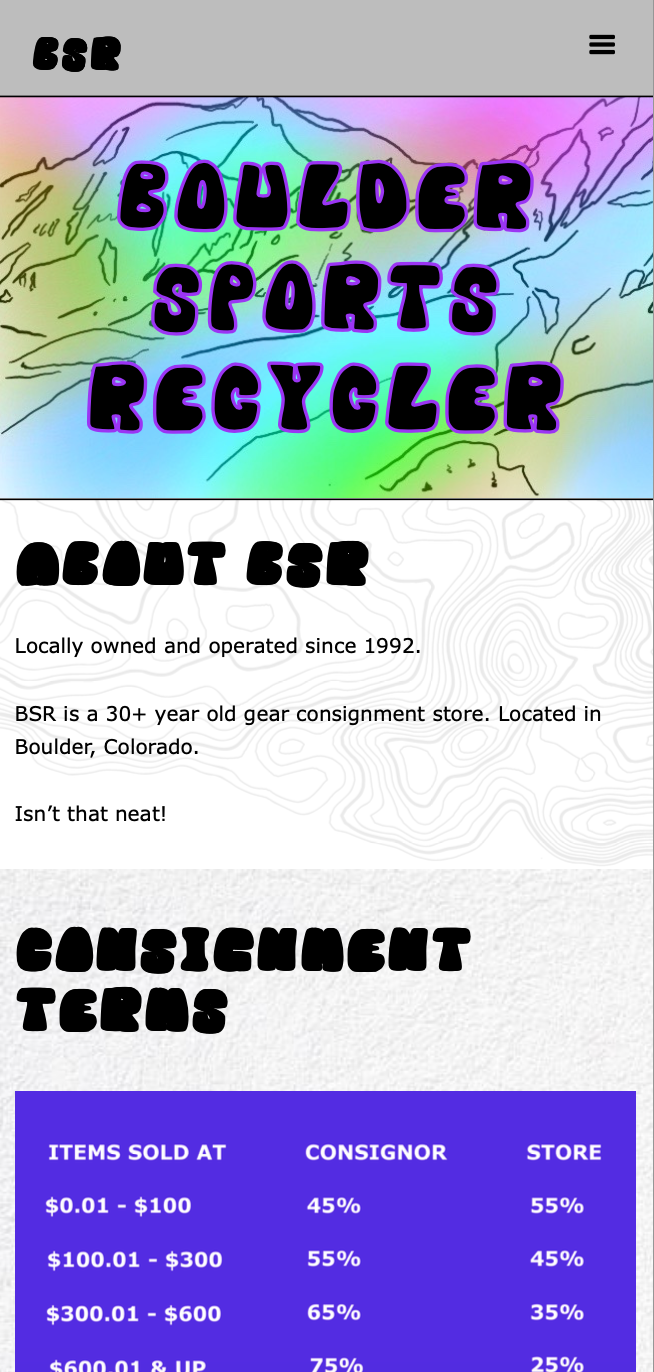 BSR
BOULDER
SPORTS
RECYCLER
ABOUT BSR
Locally owned and operated since 1992.
BSR is a 30+ year old gear consignment store. Located in
Boulder, Colorado.
Isn’t that neat!
CONSIGNMENT
TERMS
ITEMS SOLD AT CONSIGNOR STORE
$0.01 - $100 45% 55%
$100.01 - $300 55% 45%
$300.01 - $600 65% 35%
$600.01 & UP 75% 25%